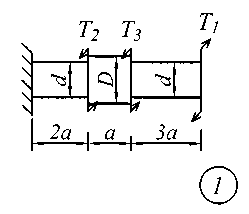 T₂ T₃ T₁
d D d
2a a 3a
1